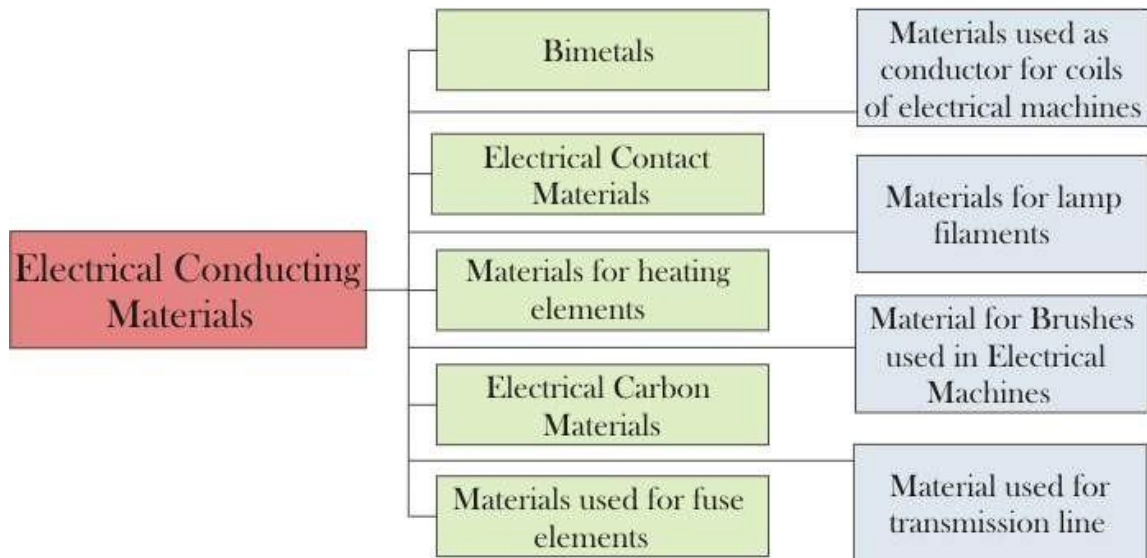 Electrical Conducting
Materials
Bimetals
Electrical Contact
Materials
Materials for heating
elements
Electrical Carbon
Materials
Materials used for fuse
elements
Materials used as
conductor for coils
of electrical machines
Materials for lamp
filaments
Material for Brushes
used in Electrical
Machines
Material used for
transmission line